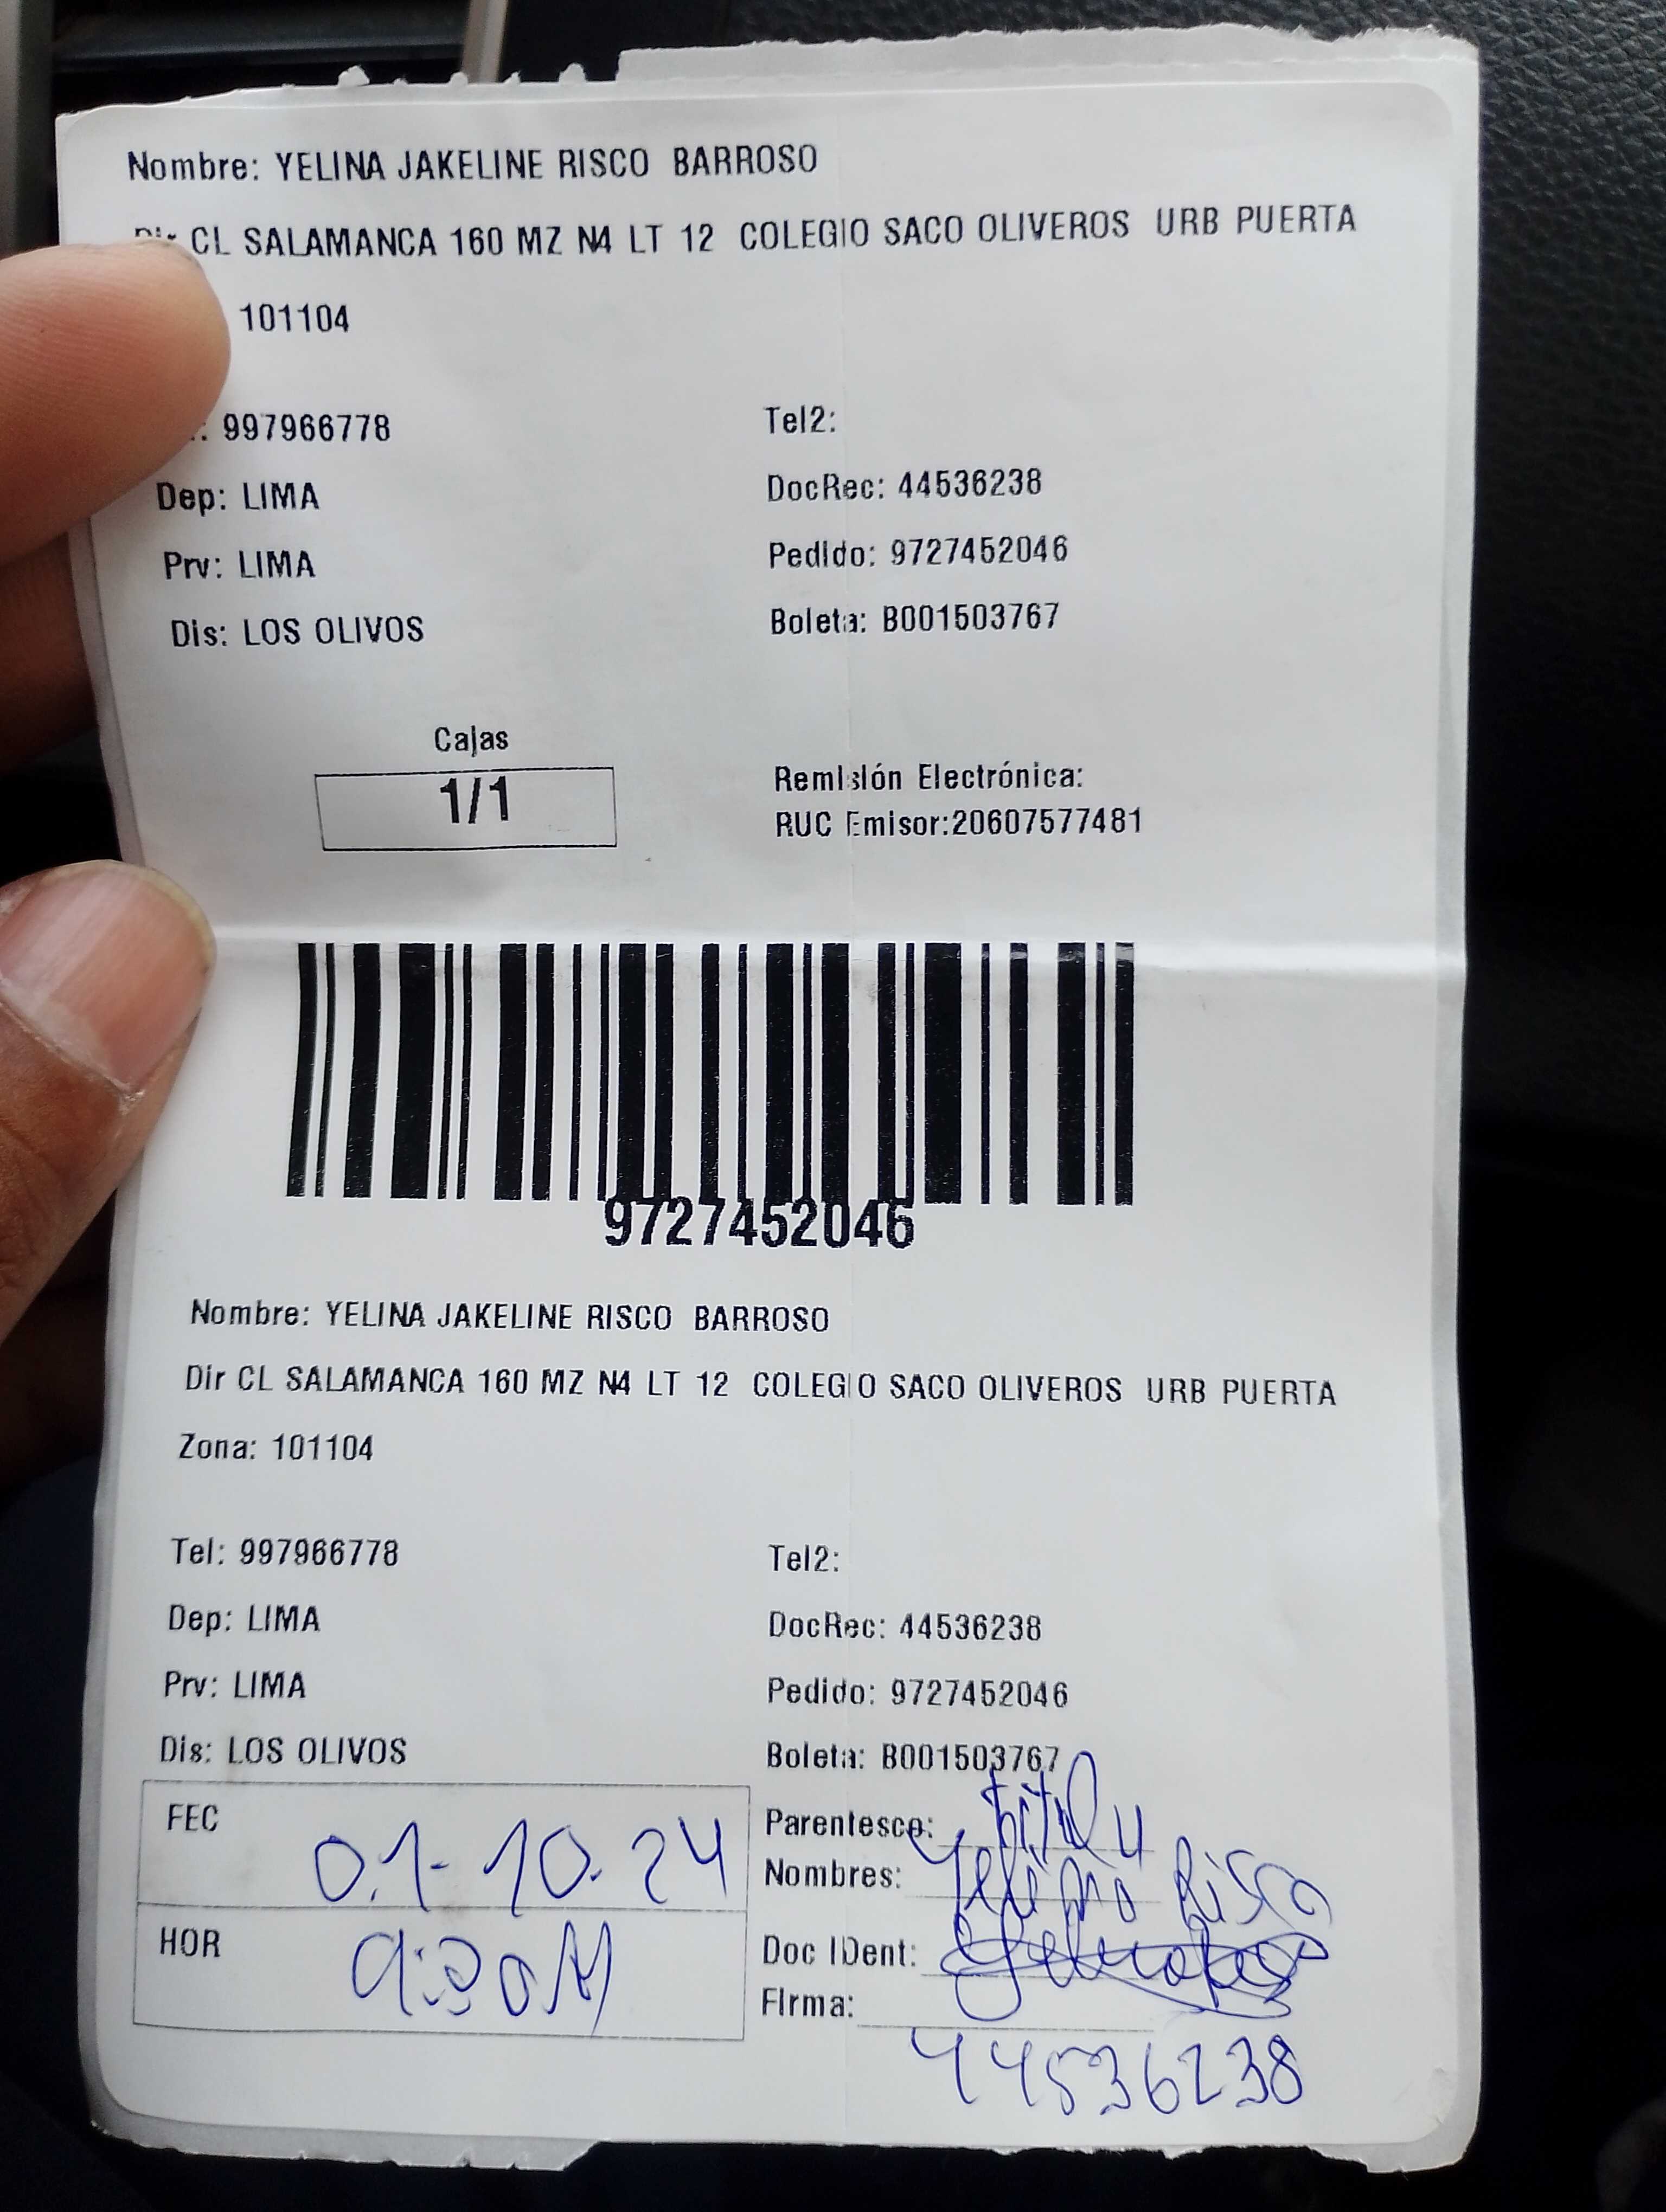 Nombre: YELINA JAKELINE RISCO BARROSO
Dir CL SALAMANCA 160 MZ N4 LT 12 COLEGIO SACO OLIVEROS URB PUERTA
101104
997966778
Tel2:
Dep: LIMA
DocRec: 44536238
Prv: LIMA
Pedido: 9727452046
Dis: LOS OLIVOS
Boleta: B001503767
Cajas
1/1
Remisión Electrónica:
RUC Emisor:20607577481
9727452046
Nombre: YELINA JAKELINE RISCO BARROSO
Dir CL SALAMANCA 160 MZ N4 LT 12 COLEGIO SACO OLIVEROS URB PUERTA
Zona: 101104
Tel: 997966778
Tel2:
Dep: LIMA
DocRec: 44536238
Prv: LIMA
Pedido: 9727452046
Dis: LOS OLIVOS
Boleta: B001503767
FEC 01-10-24
Parentesco:
Nombres: Risco
HOR
Doc IDent:
Firma:
44536238